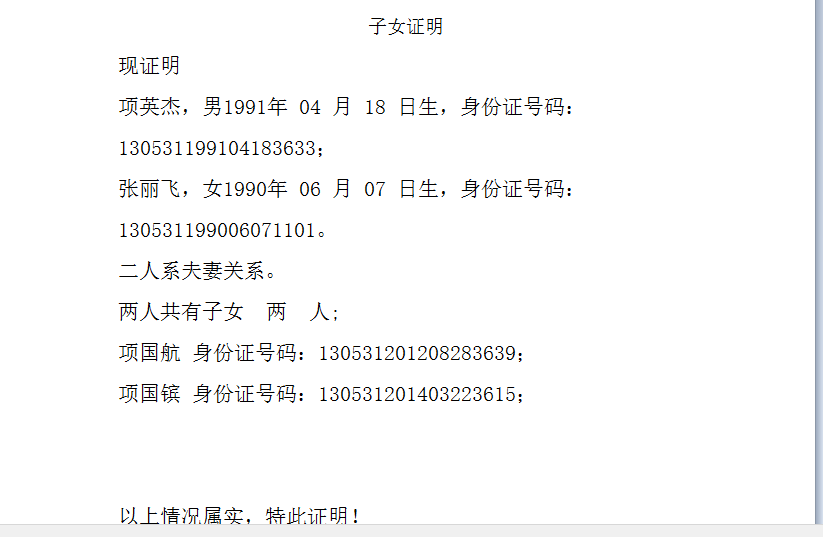 子女证明
现证明
项英杰，男1991年 04 月 18 日生，身份证号码：
130531199104183633；
张丽飞，女1990年 06 月 07 日生，身份证号码：
130531199006071101。
二人系夫妻关系。
两人共有子女 两 人;
项国航 身份证号码：130531201208283639；
项国镔 身份证号码：130531201403223615；
以上情况属实，特此证明！